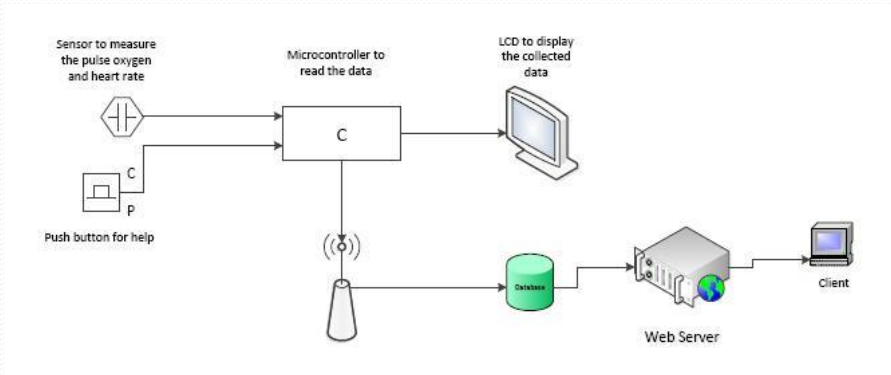 Sensor to measure
the pulse oxygen
and heart rate
Microcontroller to
read the data
LCD to display
the collected
data
C
C
P
Push button for help
Database
Web Server
Client